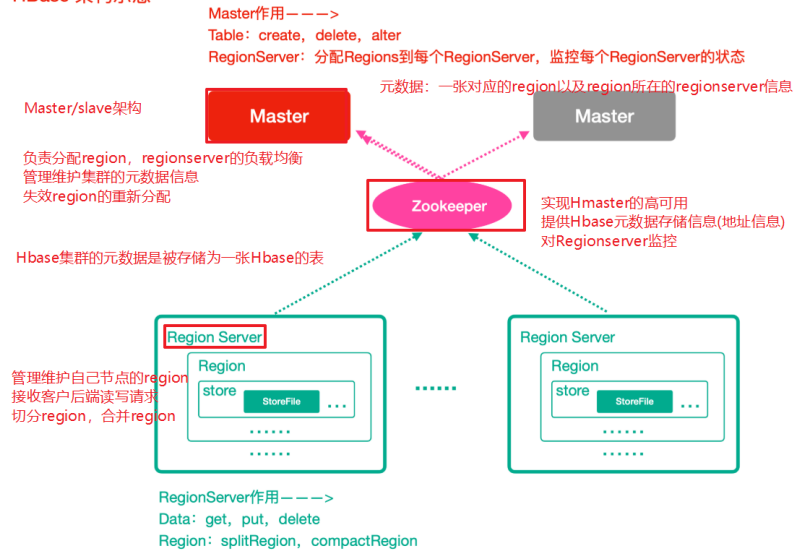 HBase 架构示意
Master作用———>
Table：create，delete，alter
RegionServer：分配Regions到每个RegionServer，监控每个RegionServer的状态
元数据：一张对应的region以及region所在的regionserver信息
Master/slave架构
Master
Master
负责分配region，regionserver的负载均衡
管理维护集群的元数据信息
失效region的重新分配
Zookeeper
实现Hmaster的高可用
提供Hbase元数据存储信息(地址信息)
对Regionserver监控
Hbase集群的元数据是被存储为一张Hbase的表
Region Server
Region
store
StoreFile
...
......
......
管理维护自己节点的region
接收客户后端读写请求
切分region，合并region
......
Region Server
Region
store
StoreFile
...
......
......
RegionServer作用———>
Data：get，put，delete
Region：splitRegion，compactRegion